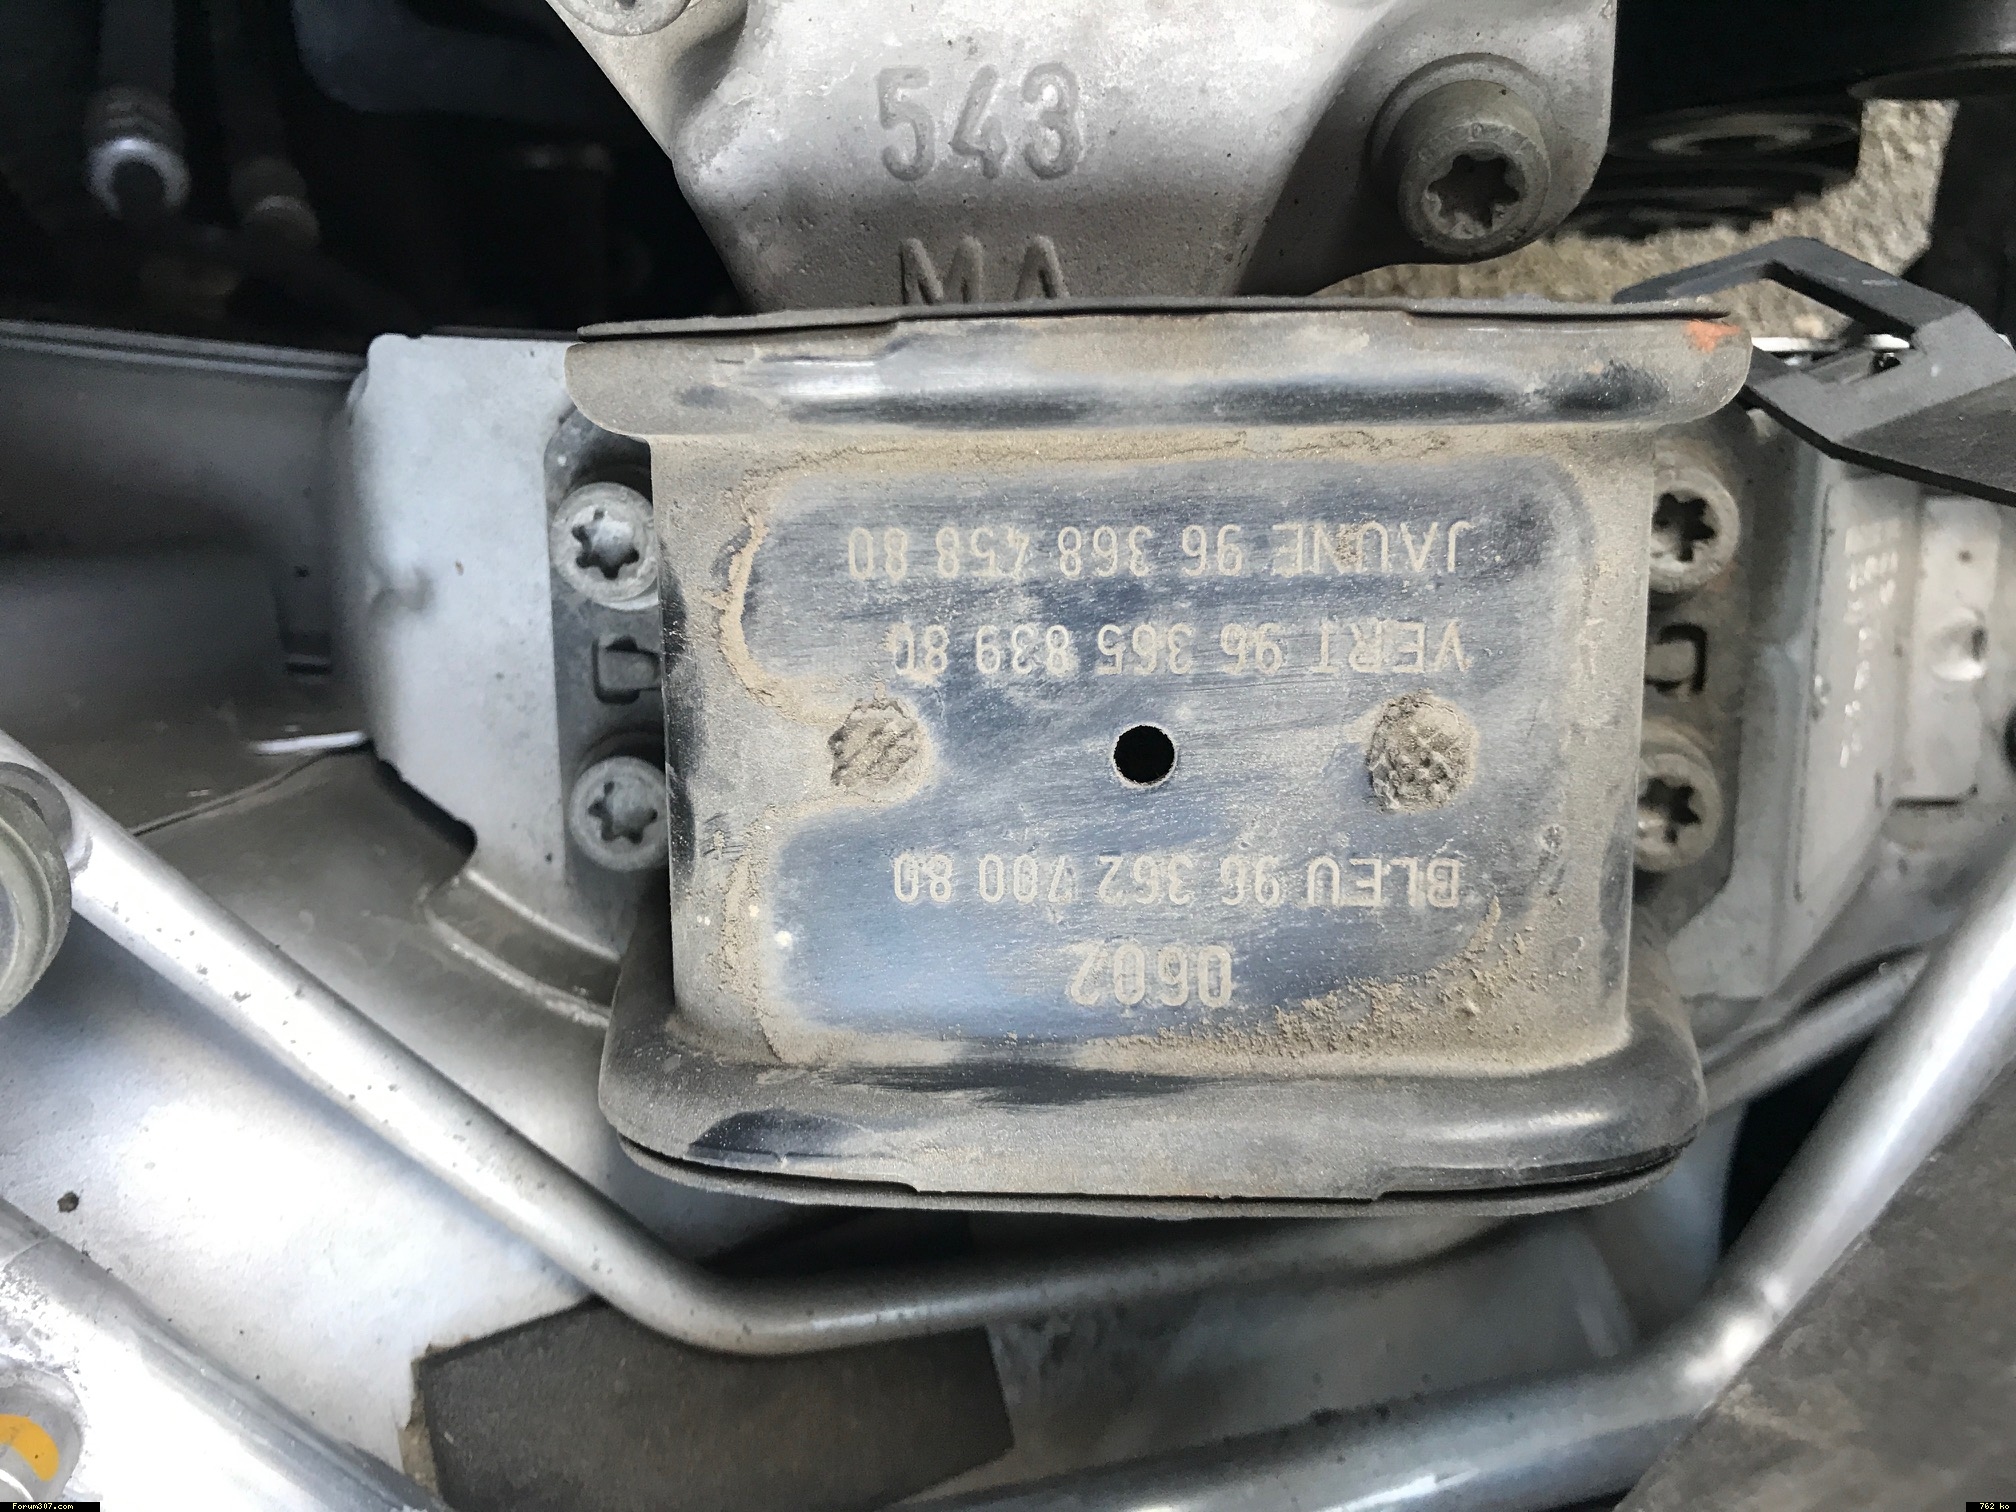 543
MA
0602
BLEU 96 362 700 80
VERT 96 365 839 80
JAUNE 96 368 458 80
Forum307.com
762 ko